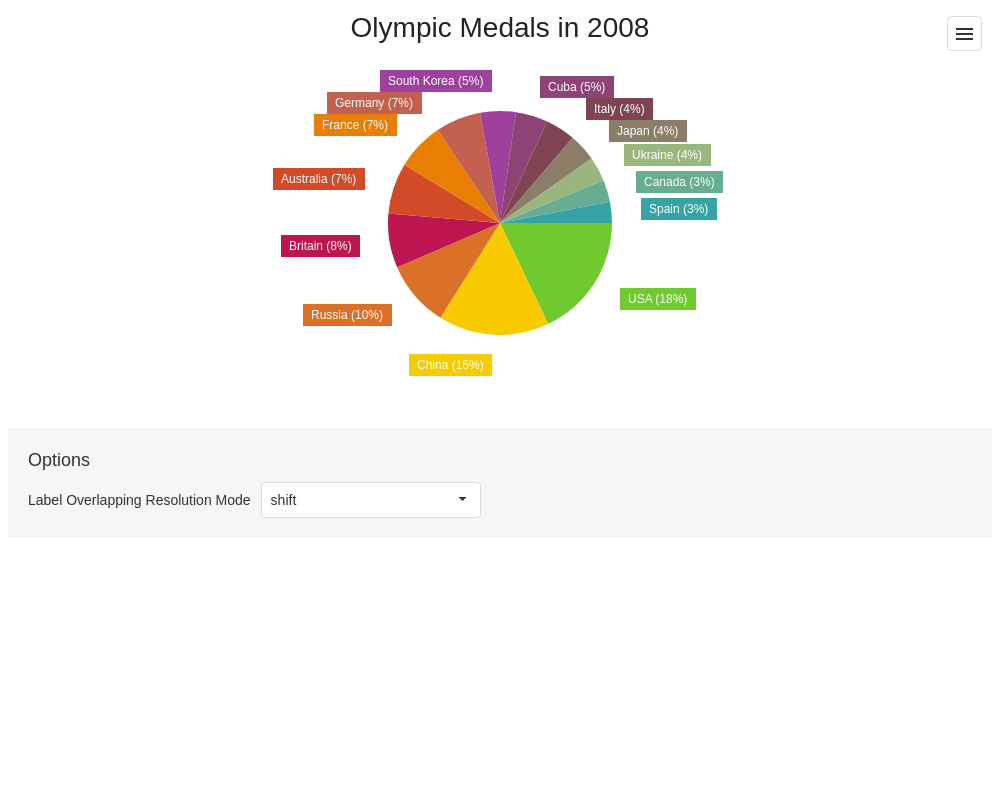 Olympic Medals in 2008
South Korea (5%)
Cuba (5%)
Germany (7%)
Italy (4%)
France (7%)
Japan (4%)
Ukraine (4%)
Australia (7%)
Canada (3%)
Spain (3%)
Britain (8%)
USA (18%)
Russia (10%)
China (16%)
Options
Label Overlapping Resolution Mode shift